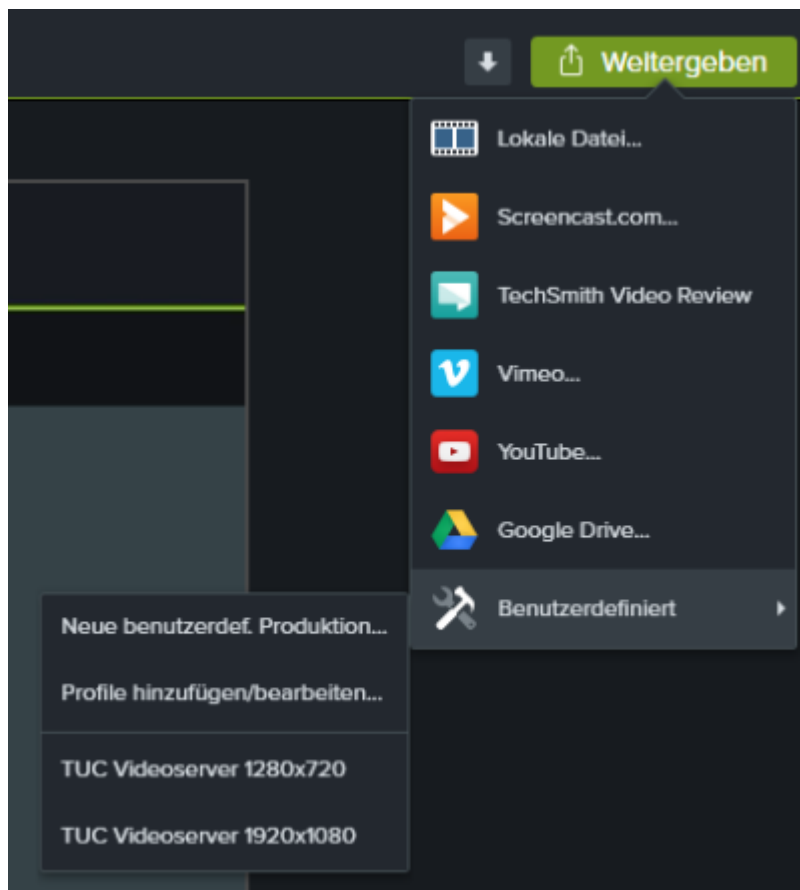 Weitergeben
Lokale Datei...
Screencast.com...
TechSmith Video Review
Vimeo...
YouTube...
Google Drive...
Benutzerdefiniert
Neue benutzerdef. Produktion...
Profile hinzufügen/bearbeiten...
TUC Videoserver 1280x720
TUC Videoserver 1920x1080